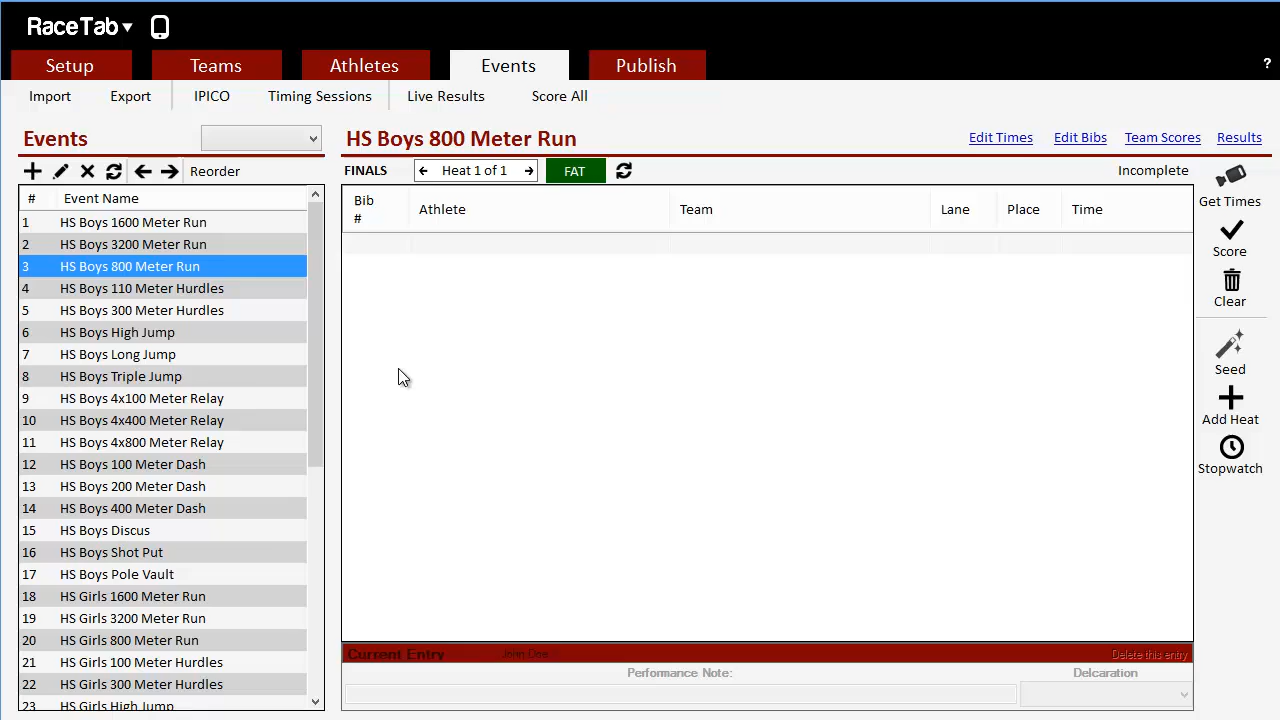 RaceTab
Setup Teams Athletes Events Publish ?
Import Export IPICO Timing Sessions Live Results Score All
Events
HS Boys 800 Meter Run
Edit Times Edit Bibs Team Scores Results
Reorder
FINALS Heat 1 of 1 FAT Incomplete
# Event Name
1 HS Boys 1600 Meter Run
2 HS Boys 3200 Meter Run
3 HS Boys 800 Meter Run
4 HS Boys 110 Meter Hurdles
5 HS Boys 300 Meter Hurdles
6 HS Boys High Jump
7 HS Boys Long Jump
8 HS Boys Triple Jump
9 HS Boys 4x100 Meter Relay
10 HS Boys 4x400 Meter Relay
11 HS Boys 4x800 Meter Relay
12 HS Boys 100 Meter Dash
13 HS Boys 200 Meter Dash
14 HS Boys 400 Meter Dash
15 HS Boys Discus
16 HS Boys Shot Put
17 HS Boys Pole Vault
18 HS Girls 1600 Meter Run
19 HS Girls 3200 Meter Run
20 HS Girls 800 Meter Run
21 HS Girls 100 Meter Hurdles
22 HS Girls 300 Meter Hurdles
23 HS Girls High Jump
Bib
# Athlete Team Lane Place Time
Get Times
Score
Clear
Seed
Add Heat
Stopwatch
Current Entry John Doe Delete this entry
Performance Note: Delcaration